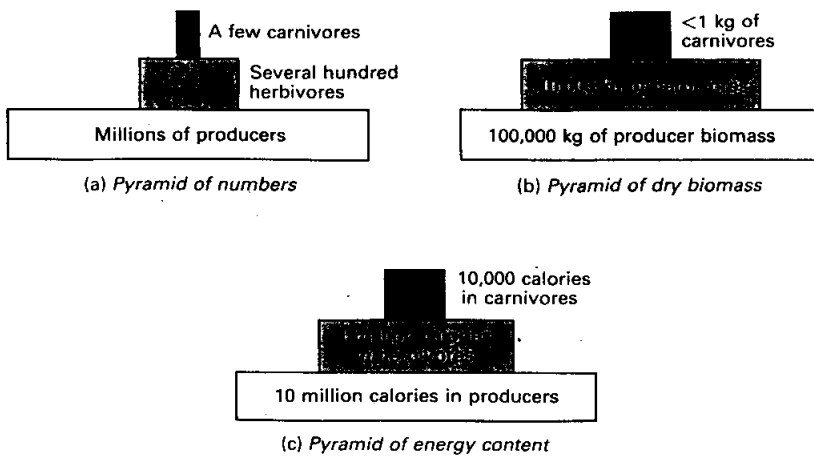 A few carnivores
Several hundred
herbivores
Millions of producers
(a) Pyramid of numbers
<1 kg of
carnivores
100,000 kg of producer biomass
(b) Pyramid of dry biomass
10,000 calories
in carnivores
10 million calories in producers
(c) Pyramid of energy content